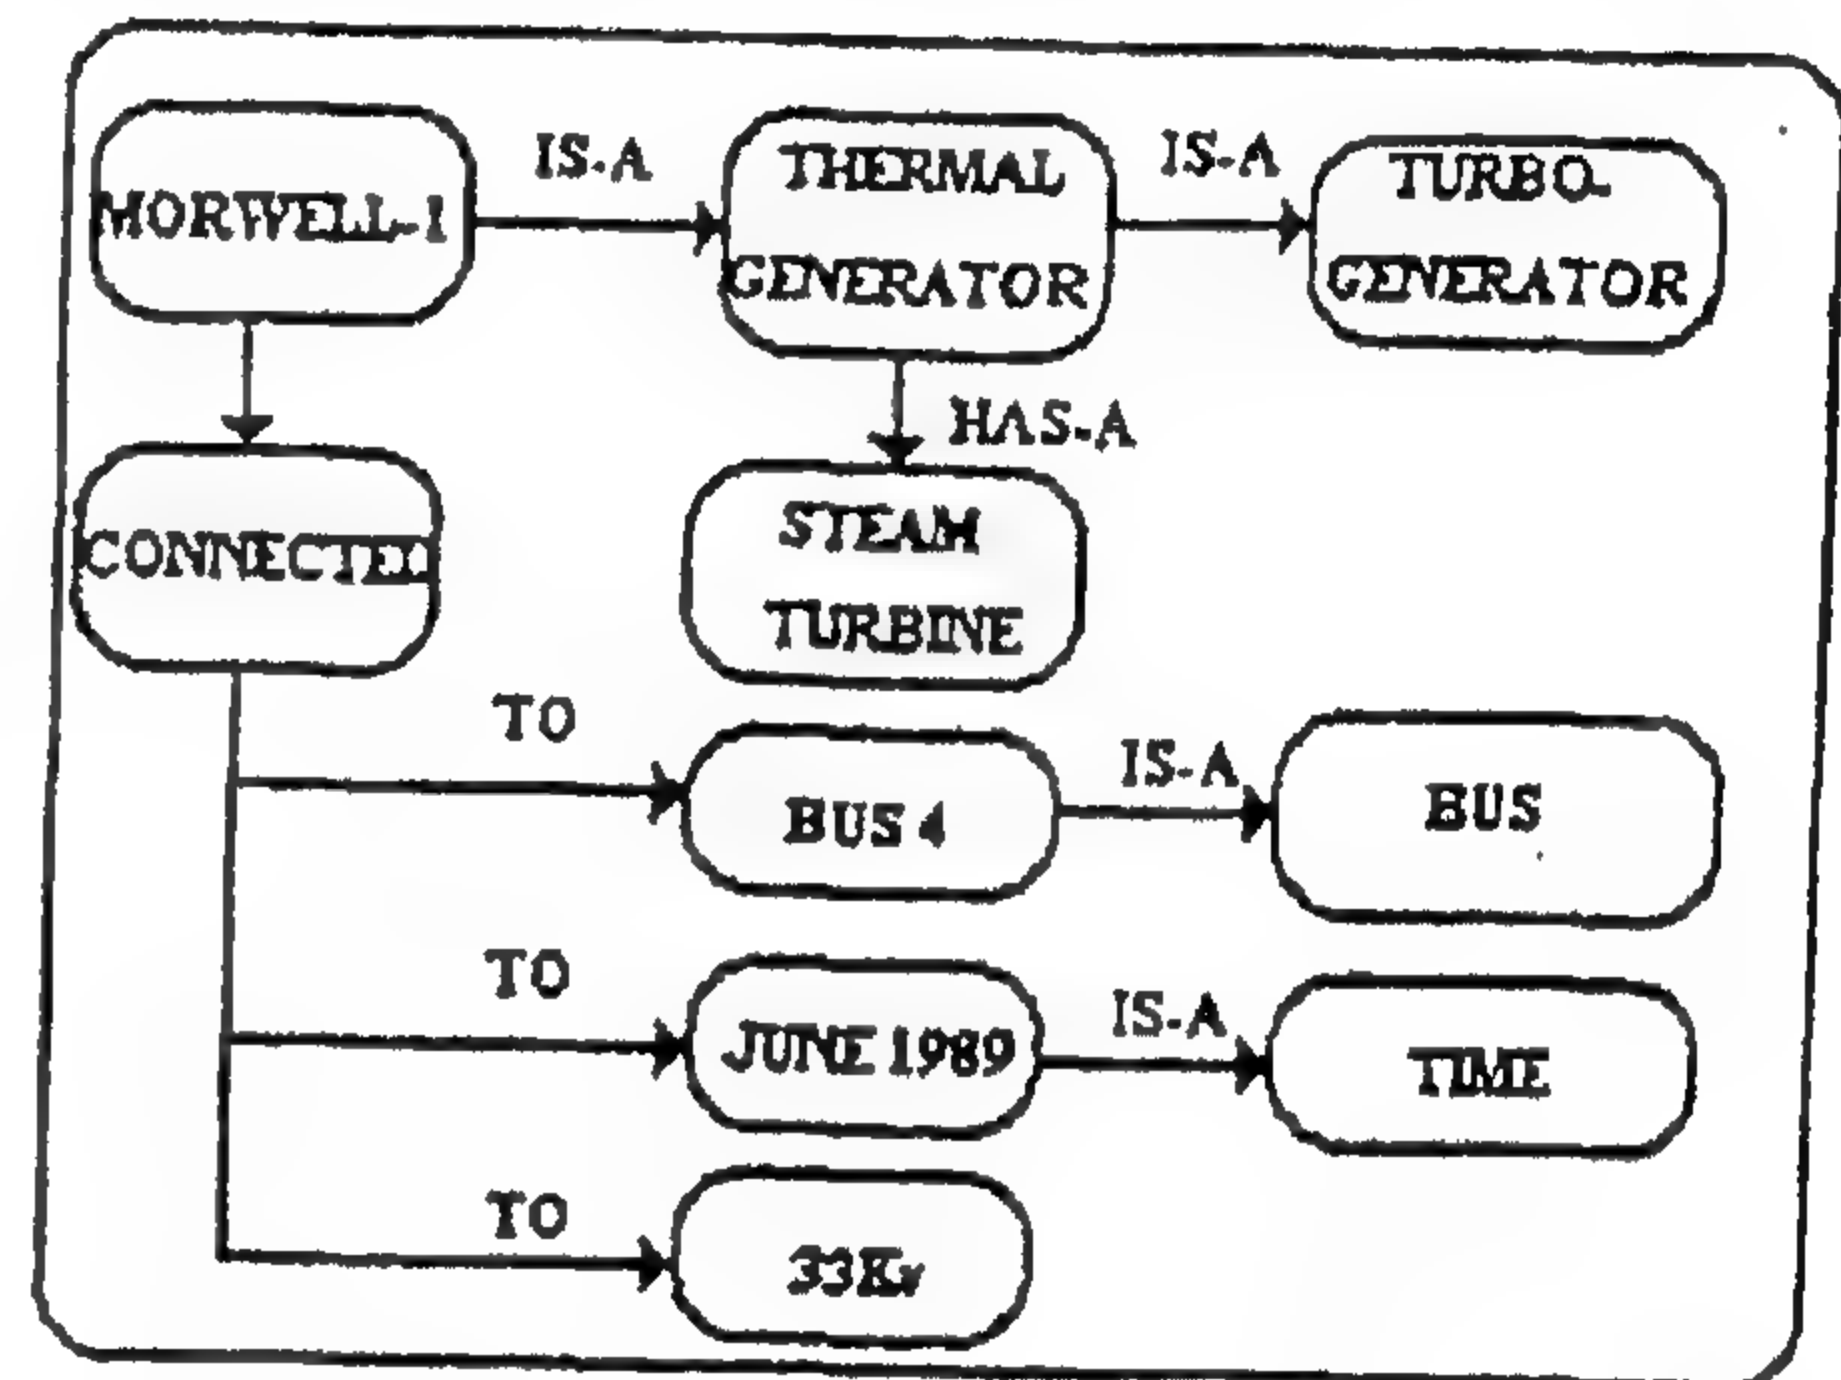 MORWELL-1
IS-A
THERMAL
GENERATOR
IS-A
TURBO-
GENERATOR
HAS-A
CONNECTED
STEAM
TURBINE
TO
BUS 4
IS-A
BUS
TO
JUNE 1989
IS-A
TIME
TO
33Kv